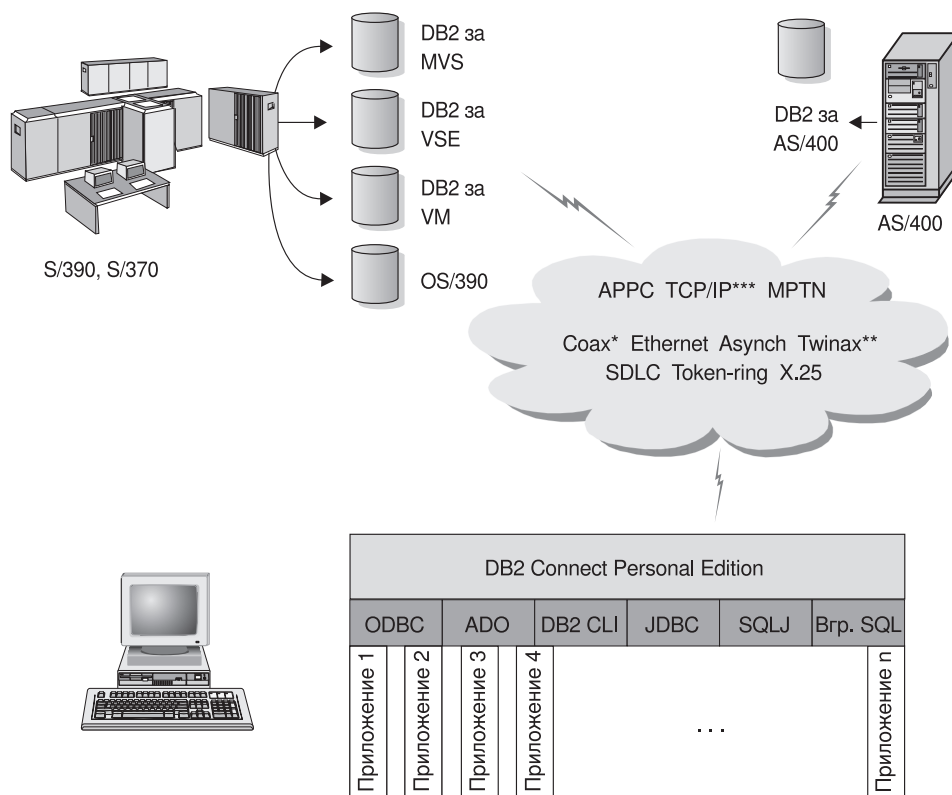 DB2 за
MVS
DB2 за
VSE
DB2 за
VM
OS/390
S/390, S/370
DB2 за
AS/400
AS/400
APPC TCP/IP*** MPTN
Coax* Ethernet Asynch Twinax**
SDLC Token-ring X.25
DB2 Connect Personal Edition
ODBC ADO DB2 CLI JDBC SQLJ Вгр. SQL
Приложение 1
Приложение 2
Приложение 3
Приложение 4
. . .
Приложение n